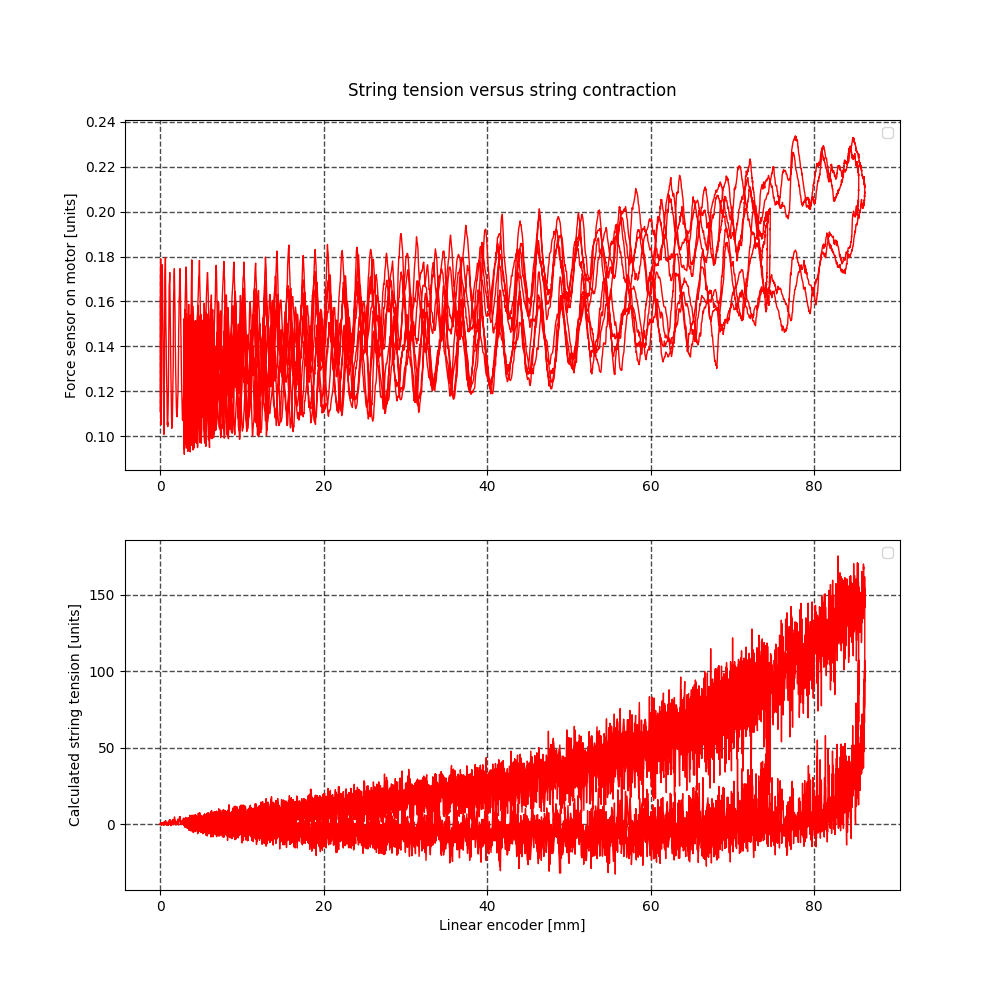 String tension versus string contraction
Force sensor on motor [units]
0.24
0.22
0.20
0.18
0.16
0.14
0.12
0.10
0 20 40 60 80
Calculated string tension [units]
150
100
50
0
0 20 40 60 80
Linear encoder [mm]